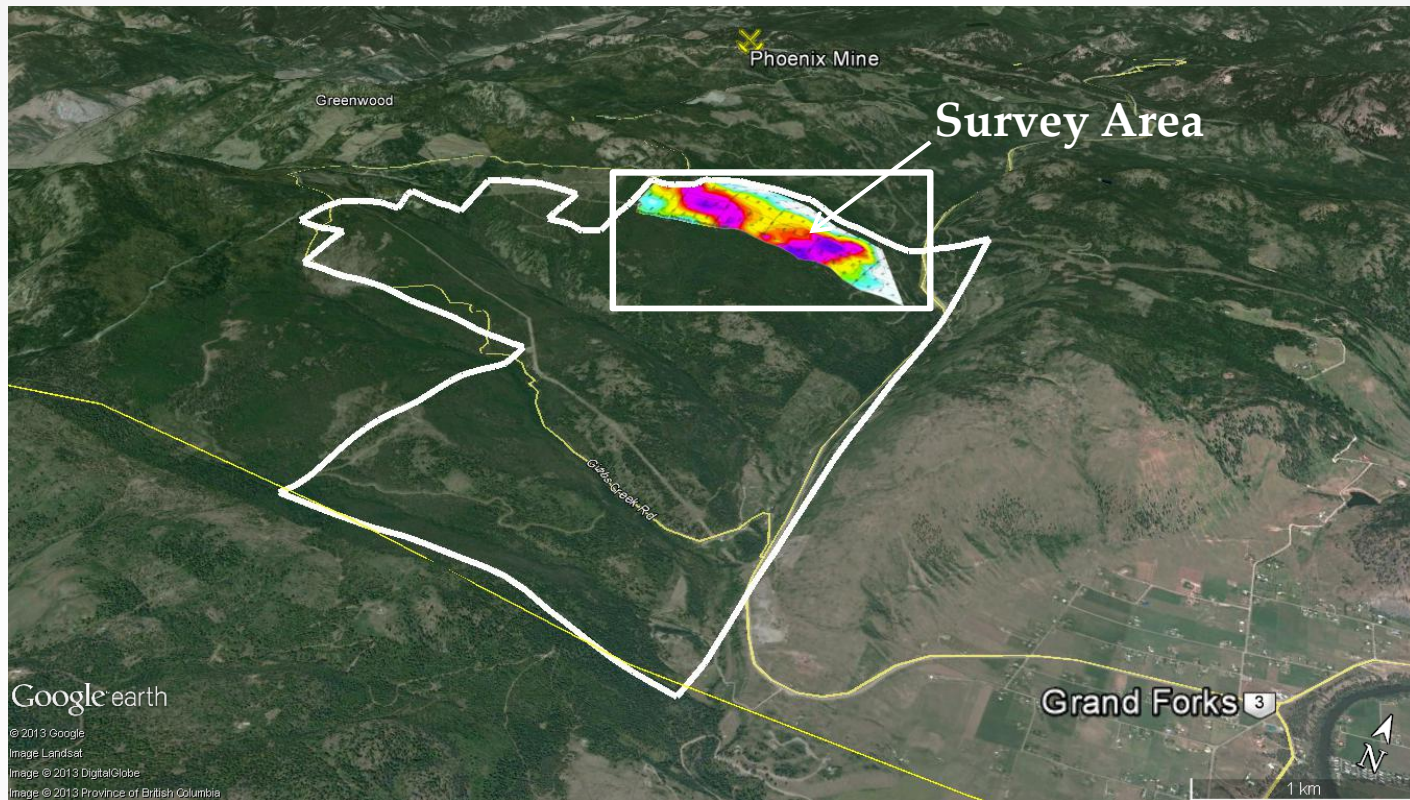 Phoenix Mine
Greenwood
Survey Area
Gibbs Creek Rd
Grand Forks 3
Google earth
© 2013 Google
Image Landsat
Image © 2013 DigitalGlobe
Image © 2013 Province of British Columbia
N
1 km